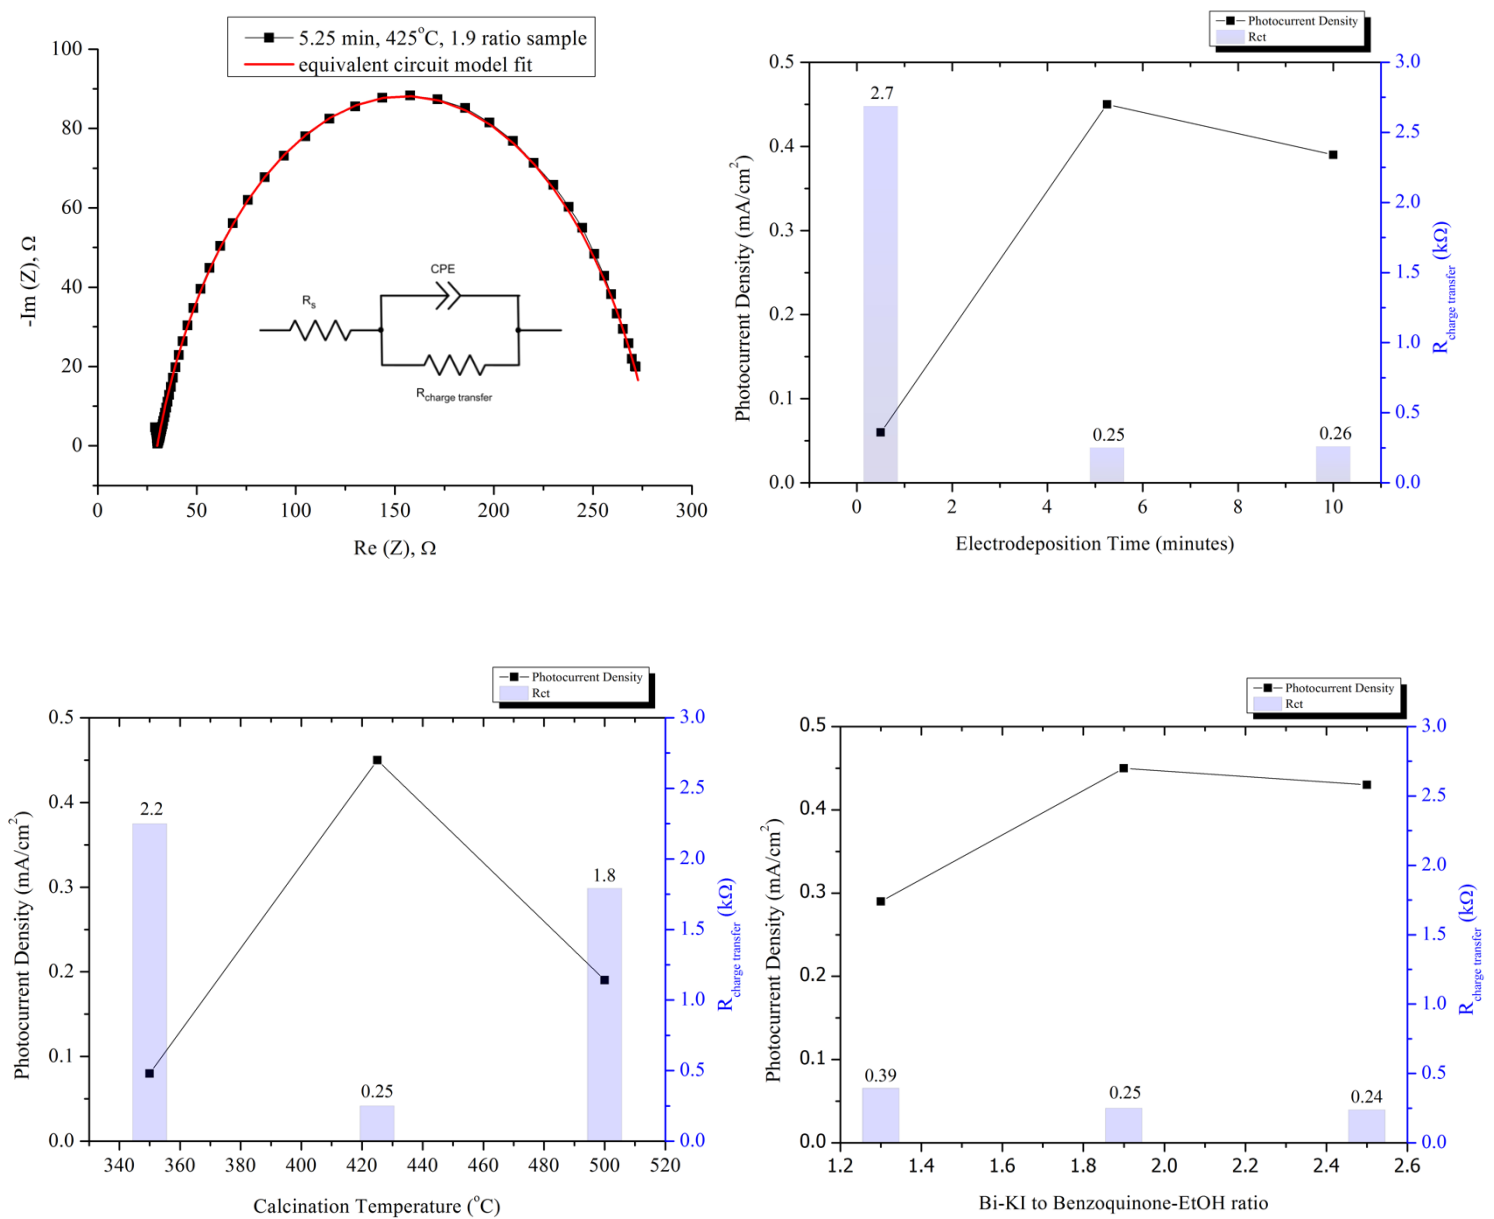 5.25 min, 425°C, 1.9 ratio sample
equivalent circuit model fit
100
80
60
40
20
0
-Im (Z), Ω
0 50 100 150 200 250 300
Re (Z), Ω
CPE
Rs
Rcharge transfer
Photocurrent Density
Rct
0.5
0.4
0.3
0.2
0.1
0.0
Photocurrent Density (mA/cm²)
2.7
0.25
0.26
3.0
2.5
2.0
1.5
1.0
0.5
0.0
Rcharge transfer (kΩ)
0 2 4 6 8 10
Electrodeposition Time (minutes)
Photocurrent Density
Rct
0.5
0.4
0.3
0.2
0.1
0.0
Photocurrent Density (mA/cm²)
2.2
0.25
1.8
3.0
2.5
2.0
1.5
1.0
0.5
0.0
Rcharge transfer (kΩ)
340 360 380 400 420 440 460 480 500 520
Calcination Temperature (°C)
Photocurrent Density
Rct
0.5
0.4
0.3
0.2
0.1
0.0
Photocurrent Density (mA/cm²)
0.39
0.25
0.24
3.0
2.5
2.0
1.5
1.0
0.5
0.0
Rcharge transfer (kΩ)
1.2 1.4 1.6 1.8 2.0 2.2 2.4 2.6
Bi-KI to Benzoquinone-EtOH ratio